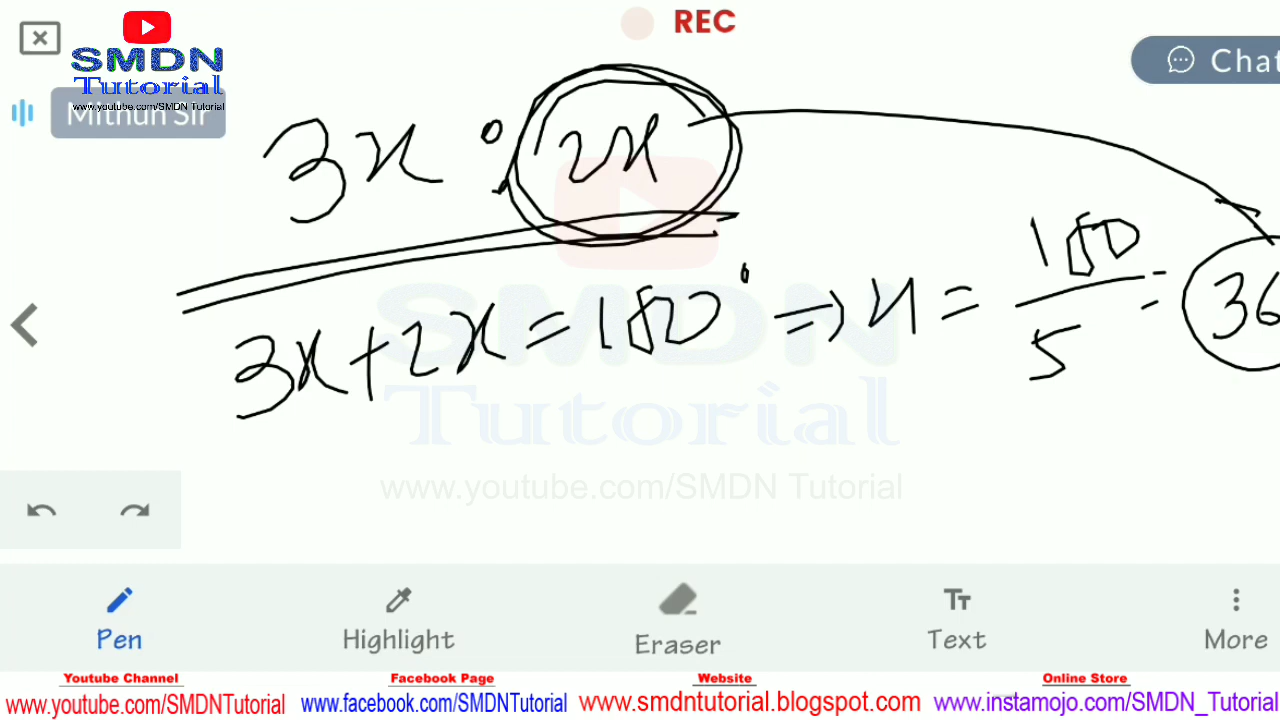 REC
SMDN
Tutorial
www.youtube.com/SMDN Tutorial
Mithun Sir
Chat
3x : 2x
3x+2x=180° ⇒ x = 180/5 = 36
SMDN
Tutorial
www.youtube.com/SMDN Tutorial
Pen
Highlight
Eraser
Text
More
Youtube Channel
Facebook Page
Website
Online Store
www.youtube.com/SMDNTutorial
www.facebook.com/SMDNTutorial
www.smdntutorial.blogspot.com
www.instamojo.com/SMDN_Tutorial